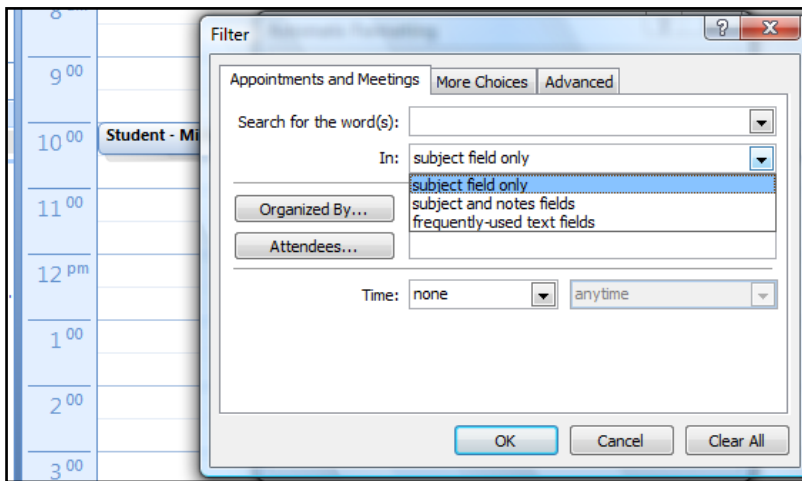 Filter
Appointments and Meetings More Choices Advanced
Search for the word(s):
In: subject field only
subject field only
subject and notes fields
frequently-used text fields
Organized By...
Attendees...
Time: none anytime
OK Cancel Clear All
9 00
10 00 Student - Mi
11 00
12 pm
1 00
2 00
3 00